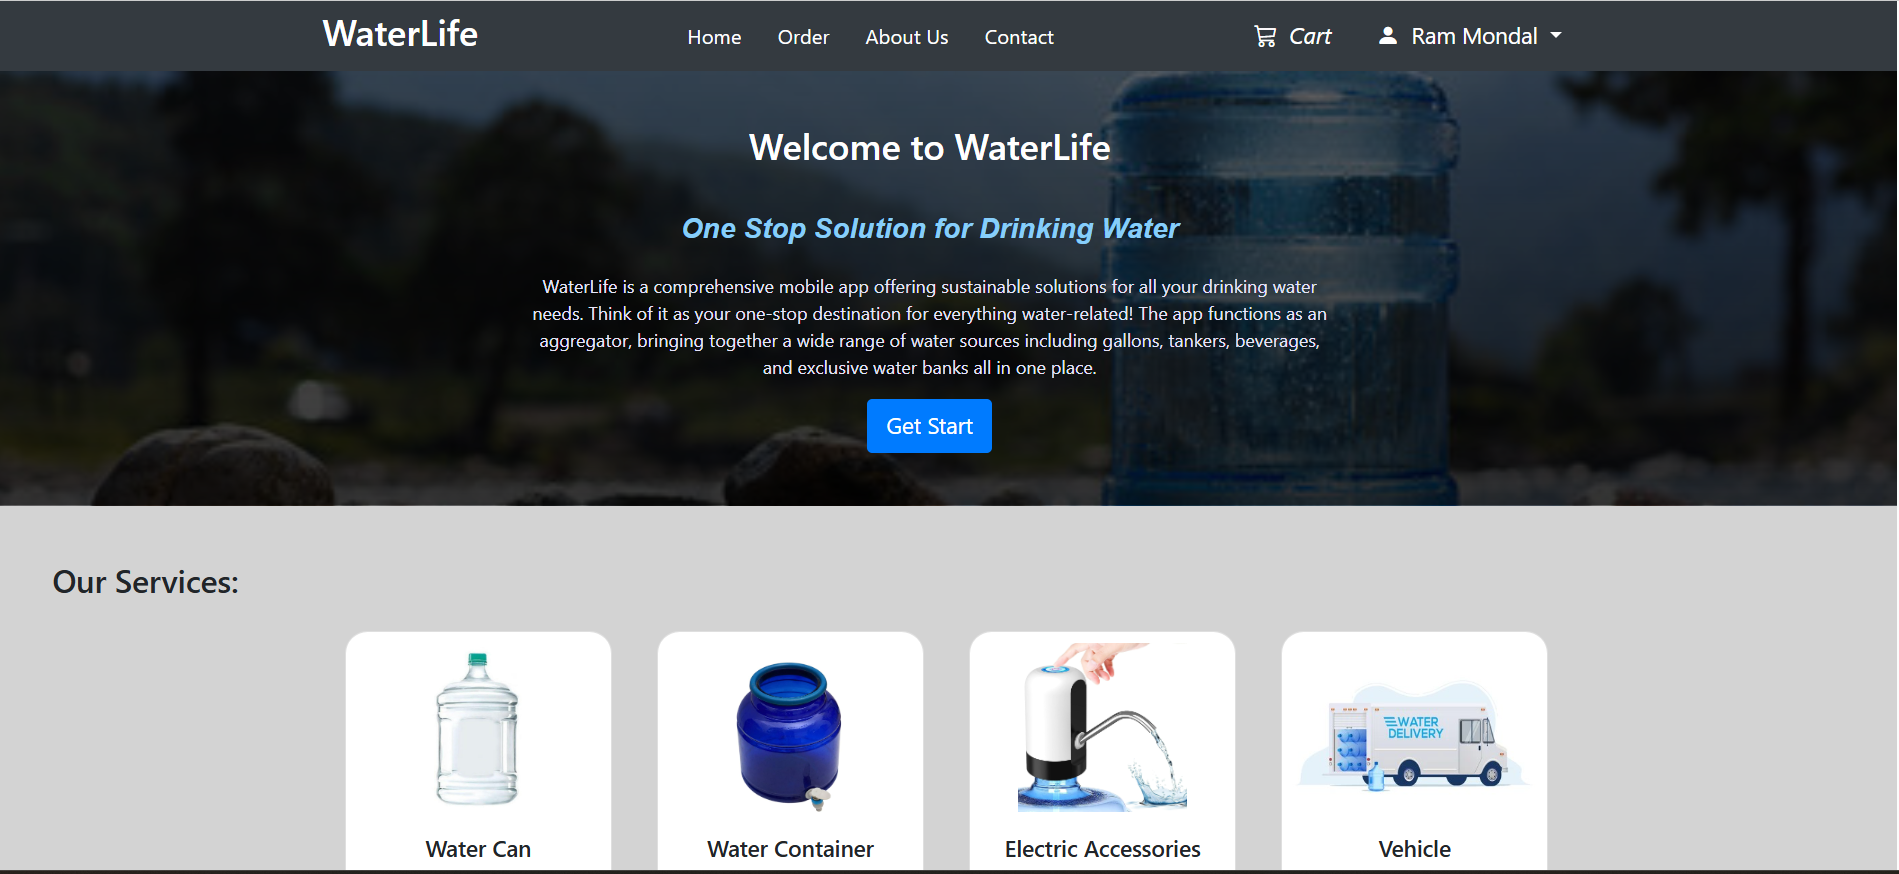 WaterLife
Home Order About Us Contact
Cart Ram Mondal
Welcome to WaterLife
One Stop Solution for Drinking Water
WaterLife is a comprehensive mobile app offering sustainable solutions for all your drinking water
needs. Think of it as your one-stop destination for everything water-related! The app functions as an
aggregator, bringing together a wide range of water sources including gallons, tankers, beverages,
and exclusive water banks all in one place.
Get Start
Our Services:
WATER
DELIVERY
Water Can
Water Container
Electric Accessories
Vehicle